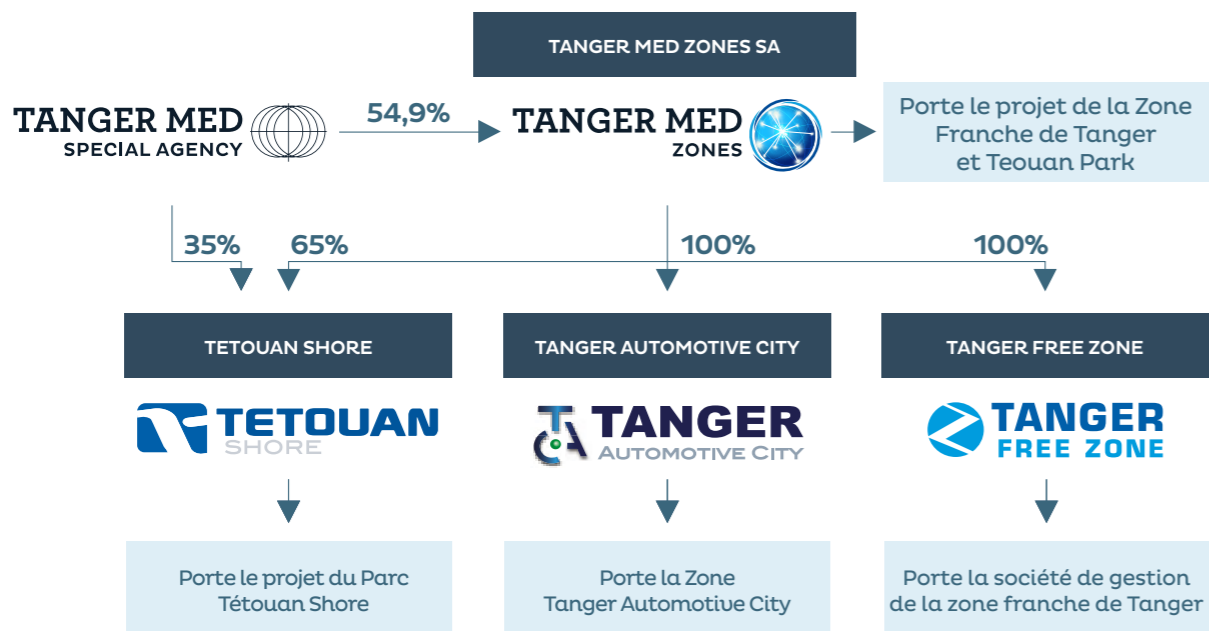 TANGER MED ZONES SA
TANGER MED
SPECIAL AGENCY
54,9%
TANGER MED
ZONES
Porte le projet de la Zone
Franche de Tanger
et Teouan Park
35%
65%
100%
100%
TETOUAN SHORE
TANGER AUTOMOTIVE CITY
TANGER FREE ZONE
TETOUAN
SHORE
TAC
TANGER
AUTOMOTIVE CITY
TANGER
FREE ZONE
Porte le projet du Parc
Tétouan Shore
Porte la Zone
Tanger Automotive City
Porte la société de gestion
de la zone franche de Tanger